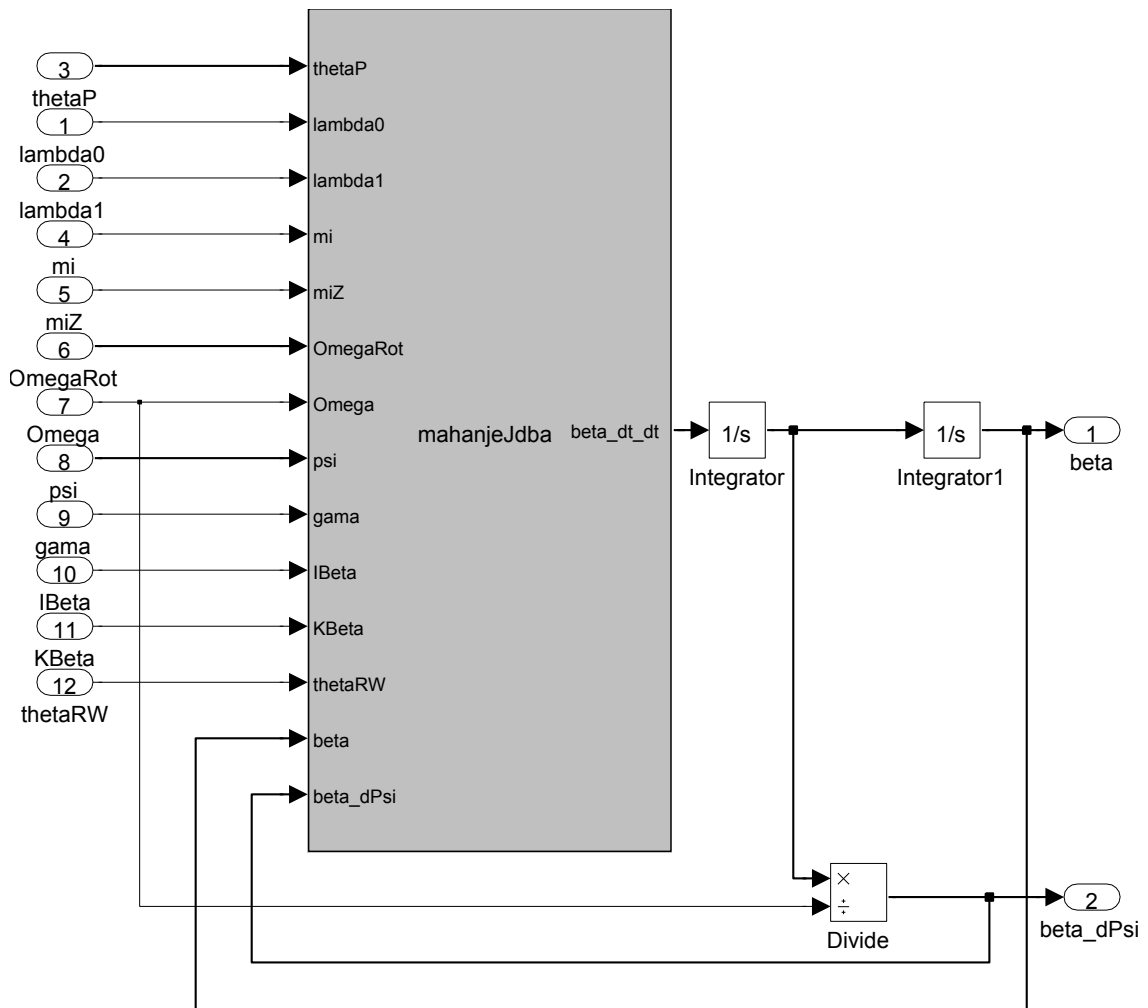 3
thetaP
1
lambda0
2
lambda1
4
mi
5
miZ
6
OmegaRot
7
Omega
8
psi
9
gama
10
IBeta
11
KBeta
12
thetaRW
thetaP
lambda0
lambda1
mi
miZ
OmegaRot
Omega
psi
gama
IBeta
KBeta
thetaRW
beta
beta_dPsi
mahanjeJdba
beta_dt_dt
1/s
Integrator
1/s
Integrator1
1
beta
×
÷
Divide
2
beta_dPsi